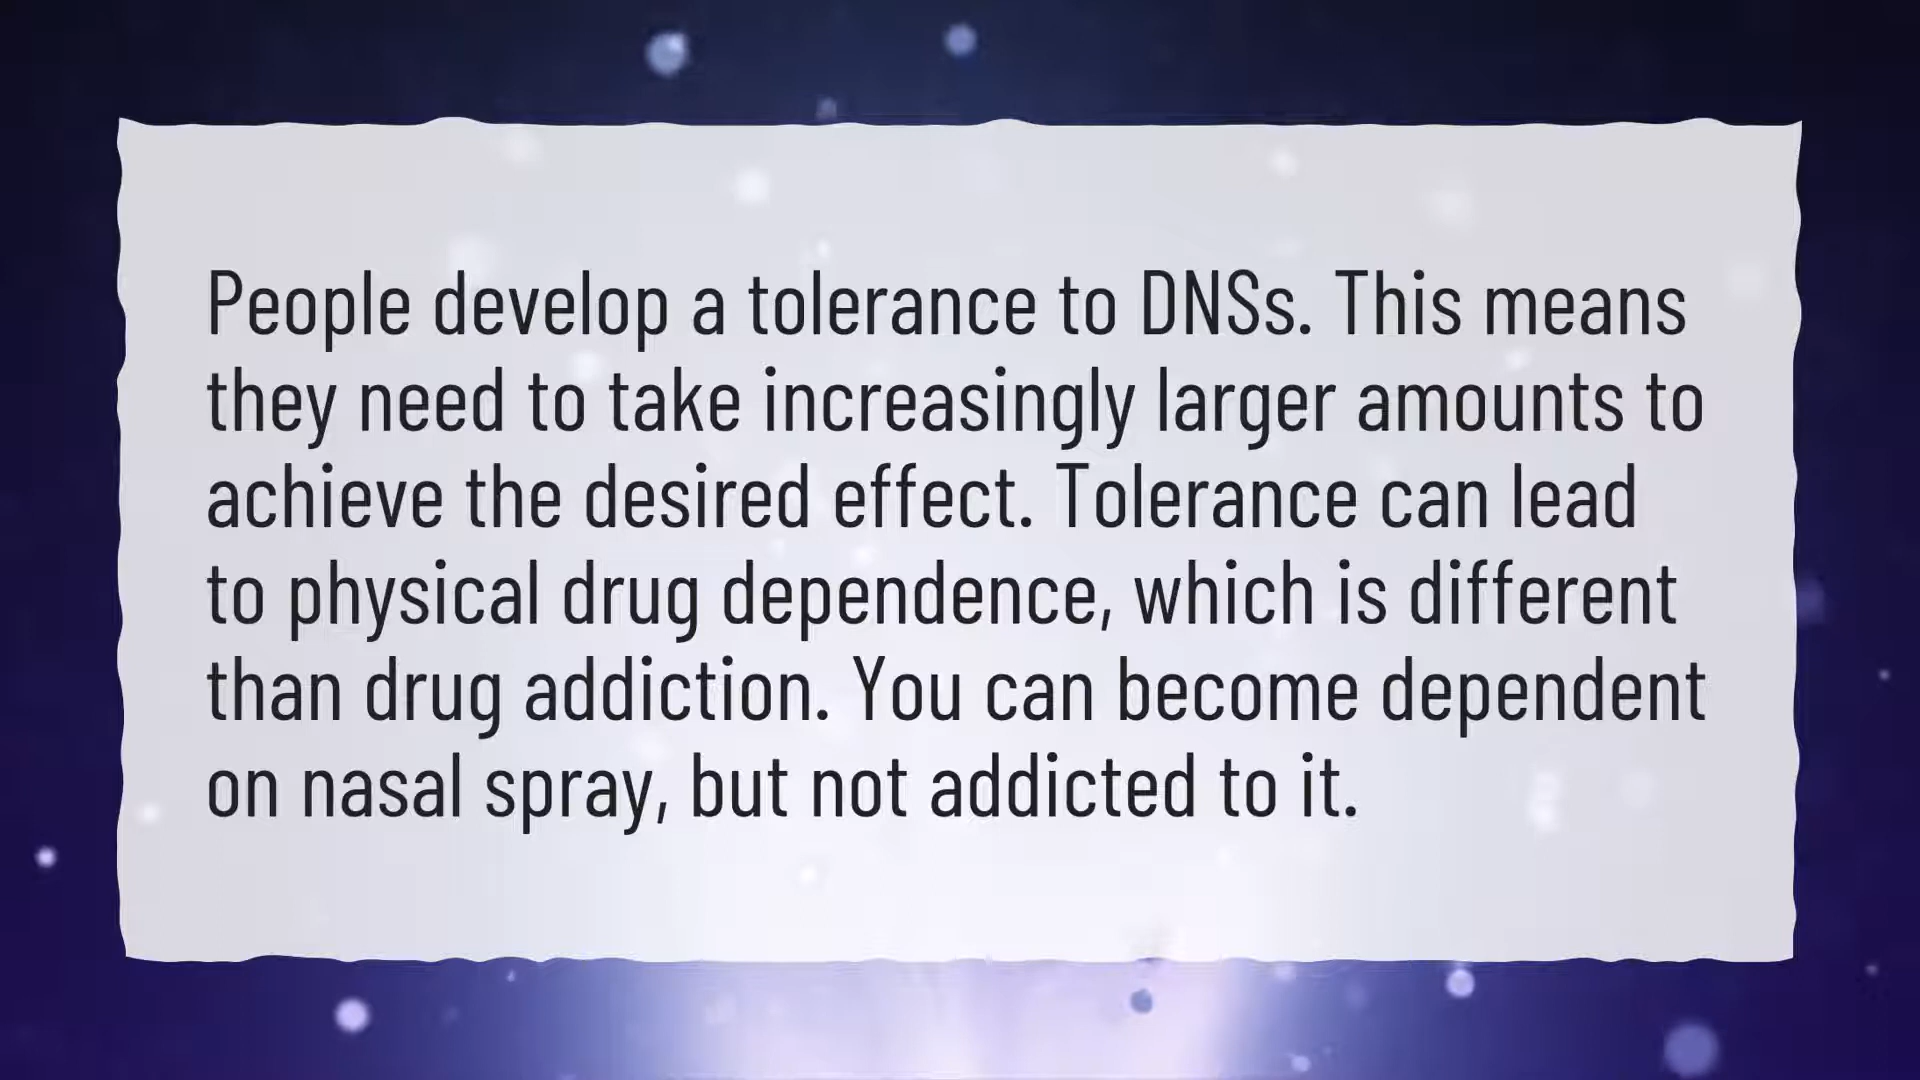 People develop a tolerance to DNSs. This means
they need to take increasingly larger amounts to
achieve the desired effect. Tolerance can lead
to physical drug dependence, which is different
than drug addiction. You can become dependent
on nasal spray, but not addicted to it.